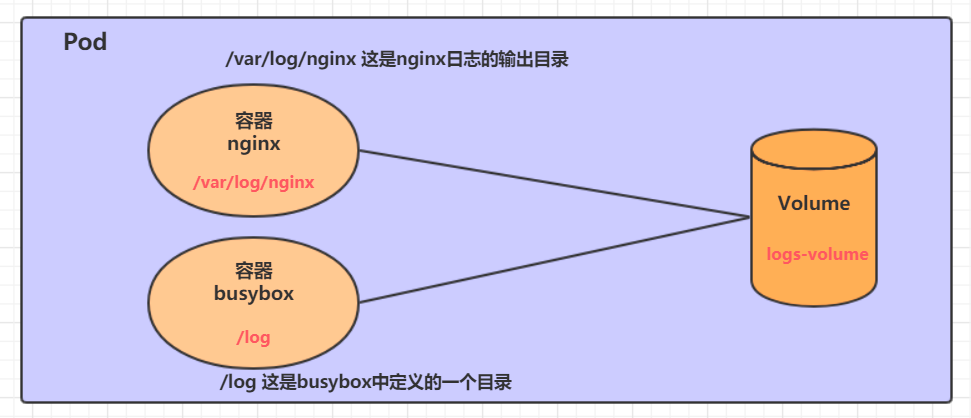 Pod
/var/log/nginx 这是nginx日志的输出目录
容器
nginx
/var/log/nginx
容器
busybox
/log
/log 这是busybox中定义的一个目录
Volume
logs-volume